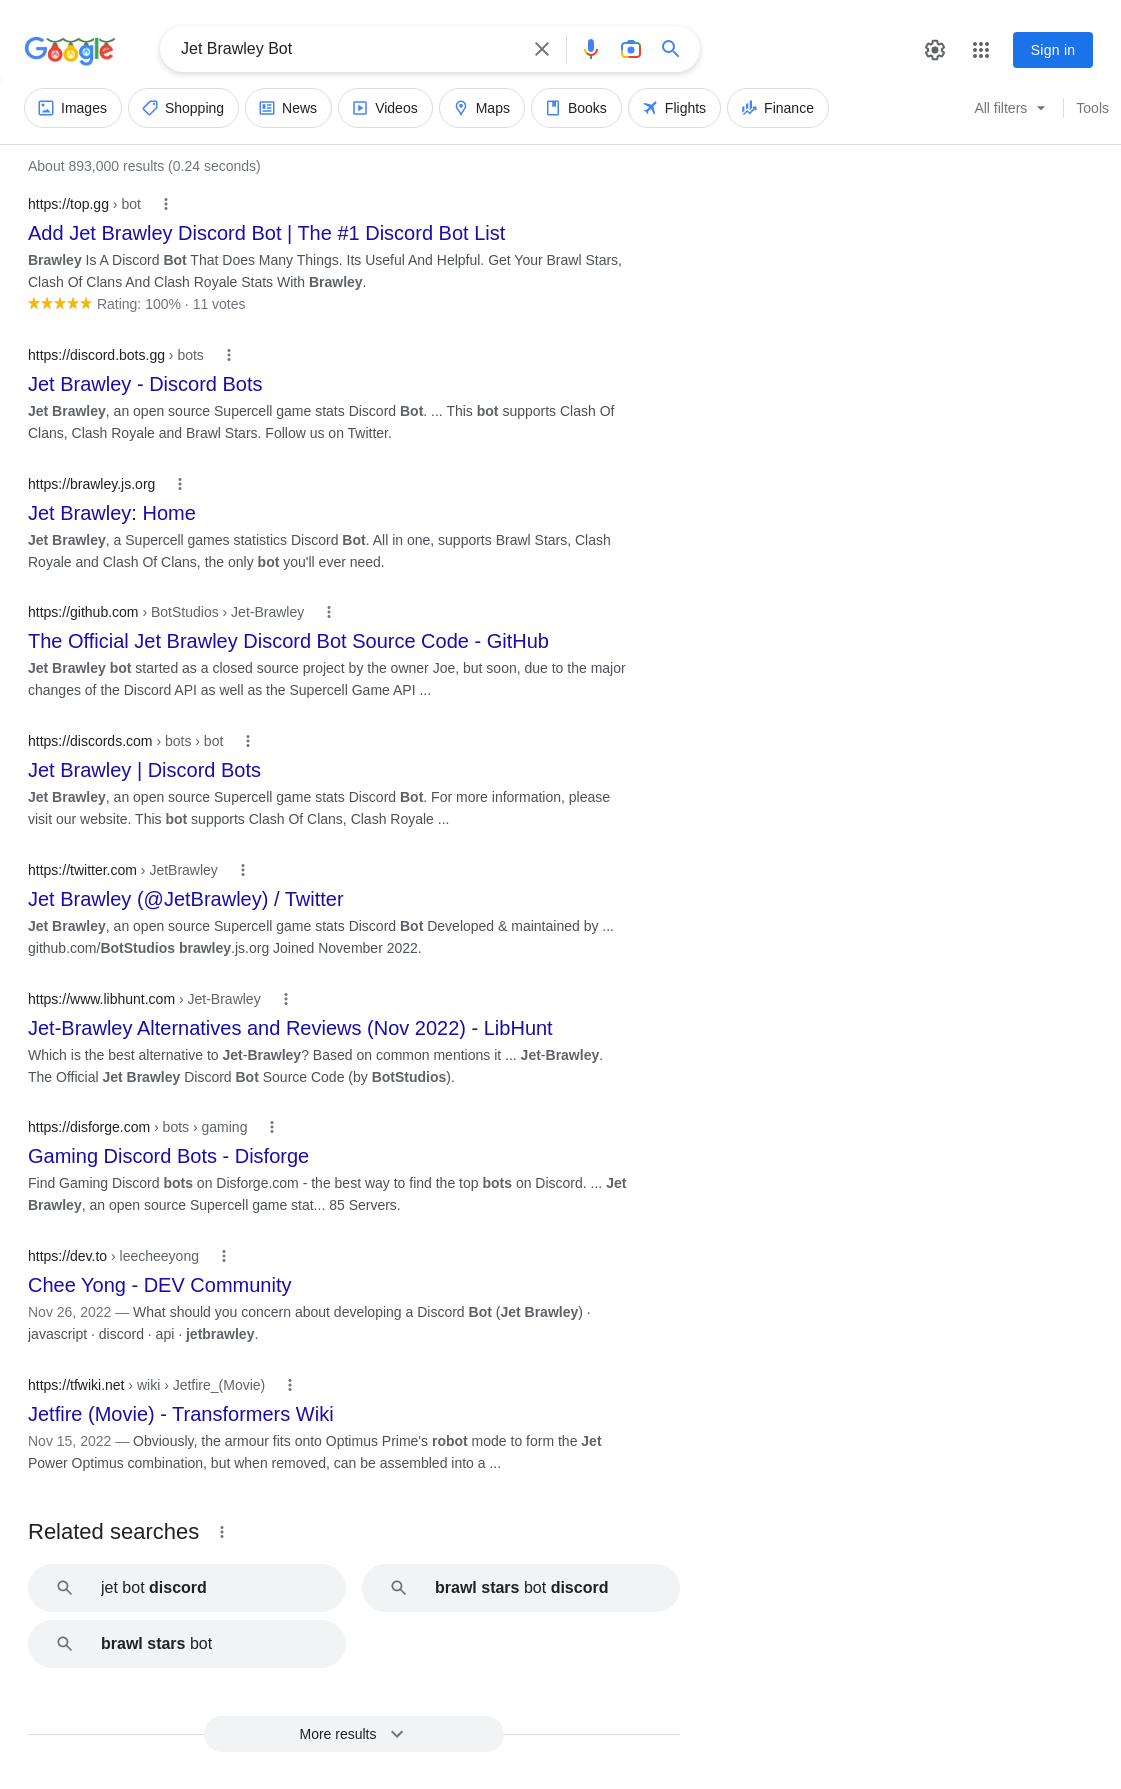 Google
Jet Brawley Bot
Sign in
Images
Shopping
News
Videos
Maps
Books
Flights
Finance
All filters
Tools
About 893,000 results (0.24 seconds)
https://top.gg › bot
Add Jet Brawley Discord Bot | The #1 Discord Bot List
Brawley Is A Discord Bot That Does Many Things. Its Useful And Helpful. Get Your Brawl Stars,
Clash Of Clans And Clash Royale Stats With Brawley.
Rating: 100% · 11 votes
https://discord.bots.gg › bots
Jet Brawley - Discord Bots
Jet Brawley, an open source Supercell game stats Discord Bot. ... This bot supports Clash Of
Clans, Clash Royale and Brawl Stars. Follow us on Twitter.
https://brawley.js.org
Jet Brawley: Home
Jet Brawley, a Supercell games statistics Discord Bot. All in one, supports Brawl Stars, Clash
Royale and Clash Of Clans, the only bot you'll ever need.
https://github.com › BotStudios › Jet-Brawley
The Official Jet Brawley Discord Bot Source Code - GitHub
Jet Brawley bot started as a closed source project by the owner Joe, but soon, due to the major
changes of the Discord API as well as the Supercell Game API ...
https://discords.com › bots › bot
Jet Brawley | Discord Bots
Jet Brawley, an open source Supercell game stats Discord Bot. For more information, please
visit our website. This bot supports Clash Of Clans, Clash Royale ...
https://twitter.com › JetBrawley
Jet Brawley (@JetBrawley) / Twitter
Jet Brawley, an open source Supercell game stats Discord Bot Developed & maintained by ...
github.com/BotStudios brawley.js.org Joined November 2022.
https://www.libhunt.com › Jet-Brawley
Jet-Brawley Alternatives and Reviews (Nov 2022) - LibHunt
Which is the best alternative to Jet-Brawley? Based on common mentions it ... Jet-Brawley.
The Official Jet Brawley Discord Bot Source Code (by BotStudios).
https://disforge.com › bots › gaming
Gaming Discord Bots - Disforge
Find Gaming Discord bots on Disforge.com - the best way to find the top bots on Discord. ... Jet
Brawley, an open source Supercell game stat... 85 Servers.
https://dev.to › leecheeyong
Chee Yong - DEV Community
Nov 26, 2022 — What should you concern about developing a Discord Bot (Jet Brawley) ·
javascript · discord · api · jetbrawley.
https://tfwiki.net › wiki › Jetfire_(Movie)
Jetfire (Movie) - Transformers Wiki
Nov 15, 2022 — Obviously, the armour fits onto Optimus Prime's robot mode to form the Jet
Power Optimus combination, but when removed, can be assembled into a ...
Related searches
jet bot discord
brawl stars bot discord
brawl stars bot
More results